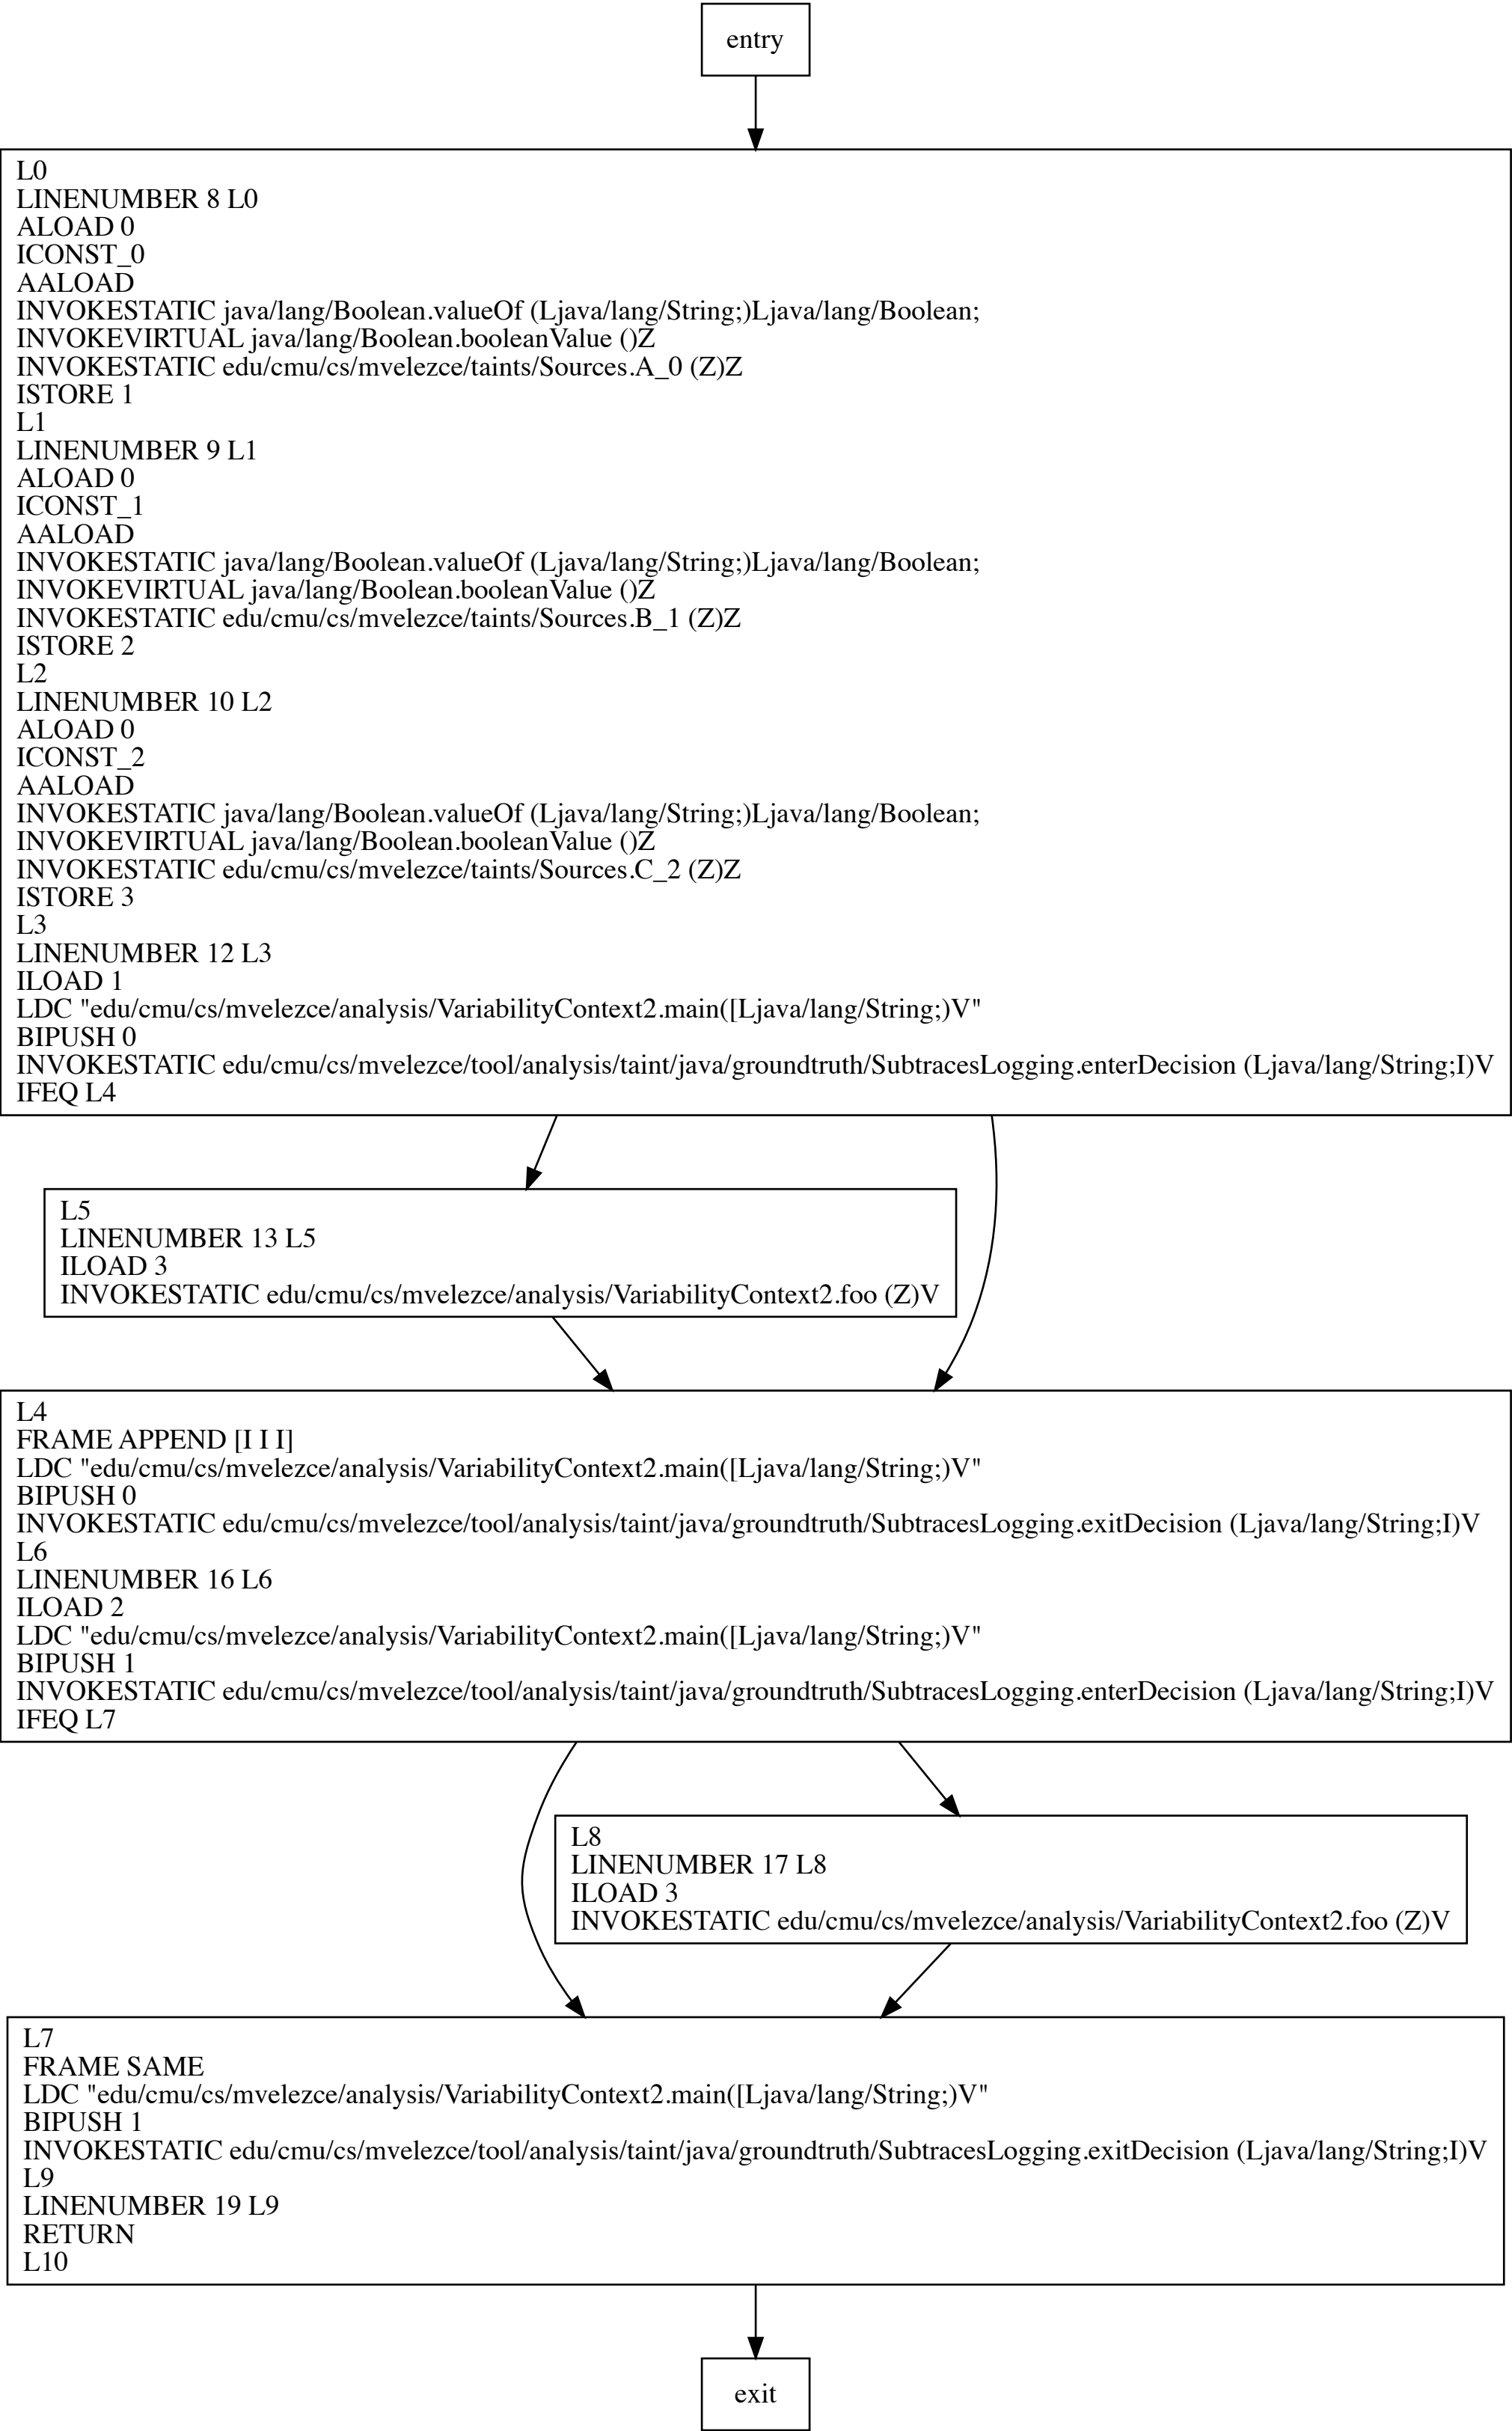 entry
L0
LINENUMBER 8 L0
ALOAD 0
ICONST_0
AALOAD
INVOKESTATIC java/lang/Boolean.valueOf (Ljava/lang/String;)Ljava/lang/Boolean;
INVOKEVIRTUAL java/lang/Boolean.booleanValue ()Z
INVOKESTATIC edu/cmu/cs/mvelezce/taints/Sources.A_0 (Z)Z
ISTORE 1
L1
LINENUMBER 9 L1
ALOAD 0
ICONST_1
AALOAD
INVOKESTATIC java/lang/Boolean.valueOf (Ljava/lang/String;)Ljava/lang/Boolean;
INVOKEVIRTUAL java/lang/Boolean.booleanValue ()Z
INVOKESTATIC edu/cmu/cs/mvelezce/taints/Sources.B_1 (Z)Z
ISTORE 2
L2
LINENUMBER 10 L2
ALOAD 0
ICONST_2
AALOAD
INVOKESTATIC java/lang/Boolean.valueOf (Ljava/lang/String;)Ljava/lang/Boolean;
INVOKEVIRTUAL java/lang/Boolean.booleanValue ()Z
INVOKESTATIC edu/cmu/cs/mvelezce/taints/Sources.C_2 (Z)Z
ISTORE 3
L3
LINENUMBER 12 L3
ILOAD 1
LDC "edu/cmu/cs/mvelezce/analysis/VariabilityContext2.main([Ljava/lang/String;)V"
BIPUSH 0
INVOKESTATIC edu/cmu/cs/mvelezce/tool/analysis/taint/java/groundtruth/SubtracesLogging.enterDecision (Ljava/lang/String;I)V
IFEQ L4
L5
LINENUMBER 13 L5
ILOAD 3
INVOKESTATIC edu/cmu/cs/mvelezce/analysis/VariabilityContext2.foo (Z)V
L4
FRAME APPEND [I I I]
LDC "edu/cmu/cs/mvelezce/analysis/VariabilityContext2.main([Ljava/lang/String;)V"
BIPUSH 0
INVOKESTATIC edu/cmu/cs/mvelezce/tool/analysis/taint/java/groundtruth/SubtracesLogging.exitDecision (Ljava/lang/String;I)V
L6
LINENUMBER 16 L6
ILOAD 2
LDC "edu/cmu/cs/mvelezce/analysis/VariabilityContext2.main([Ljava/lang/String;)V"
BIPUSH 1
INVOKESTATIC edu/cmu/cs/mvelezce/tool/analysis/taint/java/groundtruth/SubtracesLogging.enterDecision (Ljava/lang/String;I)V
IFEQ L7
L8
LINENUMBER 17 L8
ILOAD 3
INVOKESTATIC edu/cmu/cs/mvelezce/analysis/VariabilityContext2.foo (Z)V
L7
FRAME SAME
LDC "edu/cmu/cs/mvelezce/analysis/VariabilityContext2.main([Ljava/lang/String;)V"
BIPUSH 1
INVOKESTATIC edu/cmu/cs/mvelezce/tool/analysis/taint/java/groundtruth/SubtracesLogging.exitDecision (Ljava/lang/String;I)V
L9
LINENUMBER 19 L9
RETURN
L10
exit